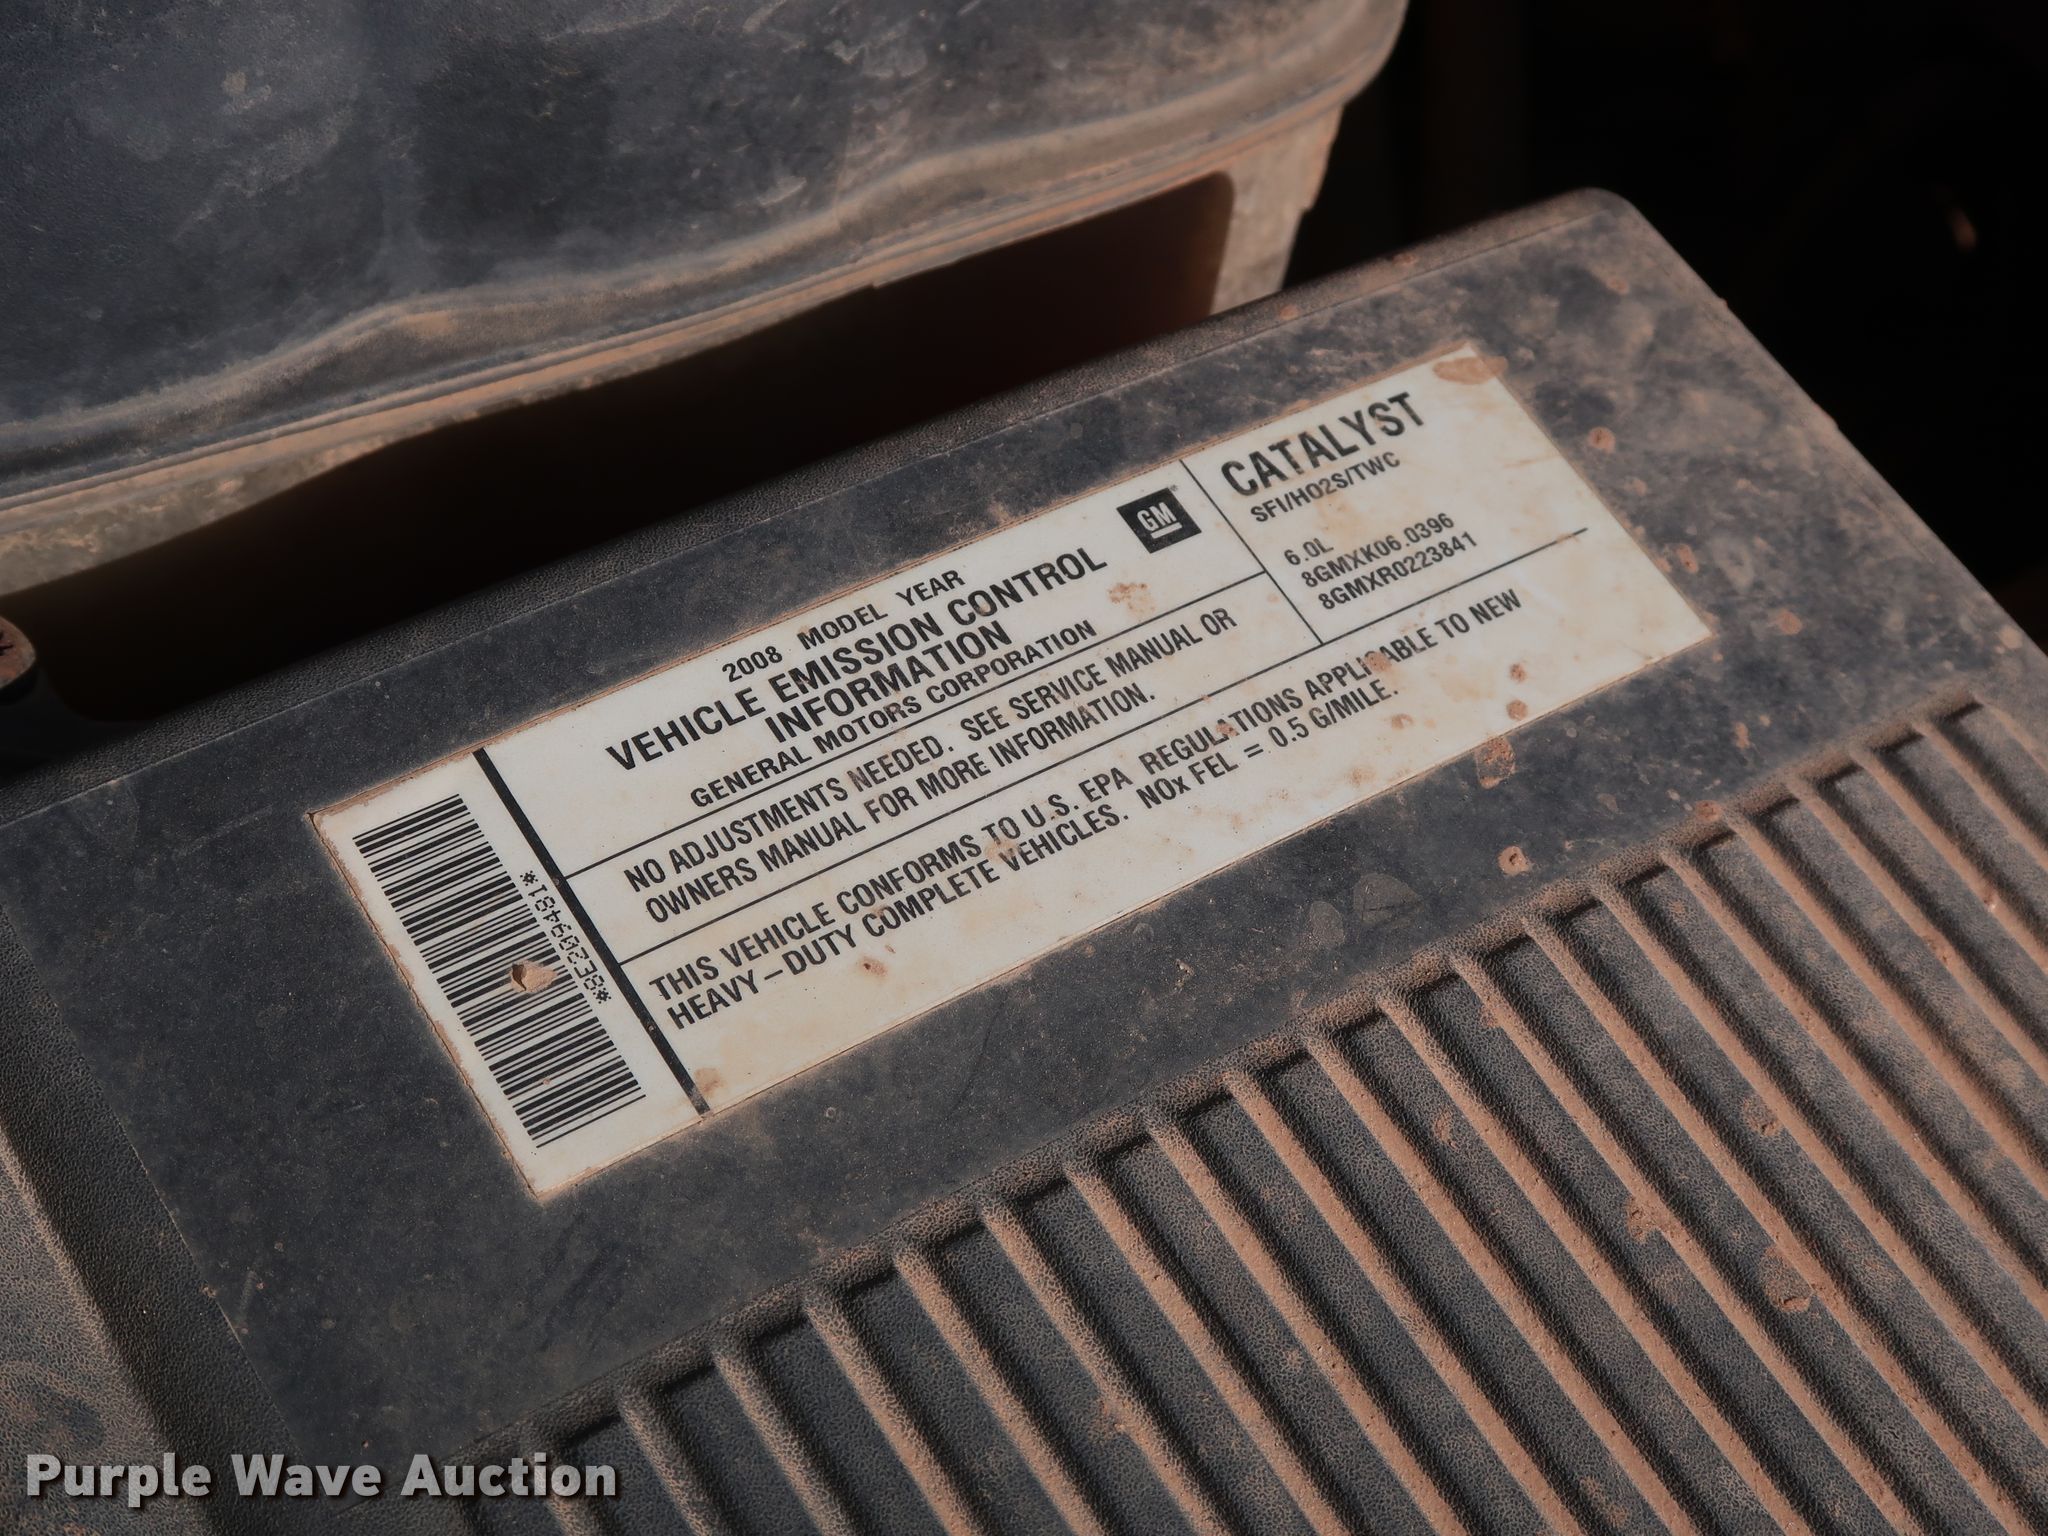 2008 MODEL YEAR
VEHICLE EMISSION CONTROL
INFORMATION
GENERAL MOTORS CORPORATION
GM
CATALYST
SFI/HO2S/TWC
6.0L
8GMXK06.0396
8GMXR0223841
NO ADJUSTMENTS NEEDED. SEE SERVICE MANUAL OR
OWNERS MANUAL FOR MORE INFORMATION.
THIS VEHICLE CONFORMS TO U.S. EPA REGULATIONS APPLICABLE TO NEW
HEAVY-DUTY COMPLETE VEHICLES. NOx FEL = 0.5 G/MILE.
Purple Wave Auction